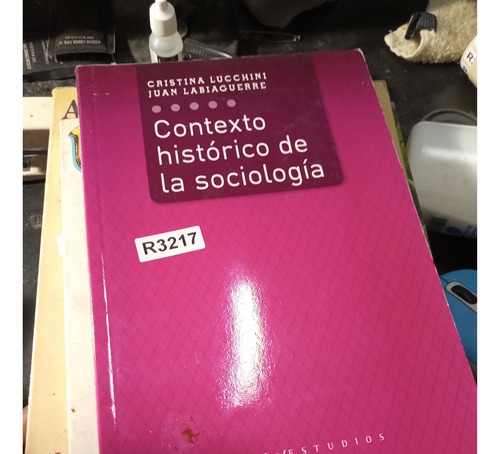 CRISTINA LUCCHINI
JUAN LABIAGUERRE
Contexto
histórico de
la sociología
R3217
/ESTUDIOS